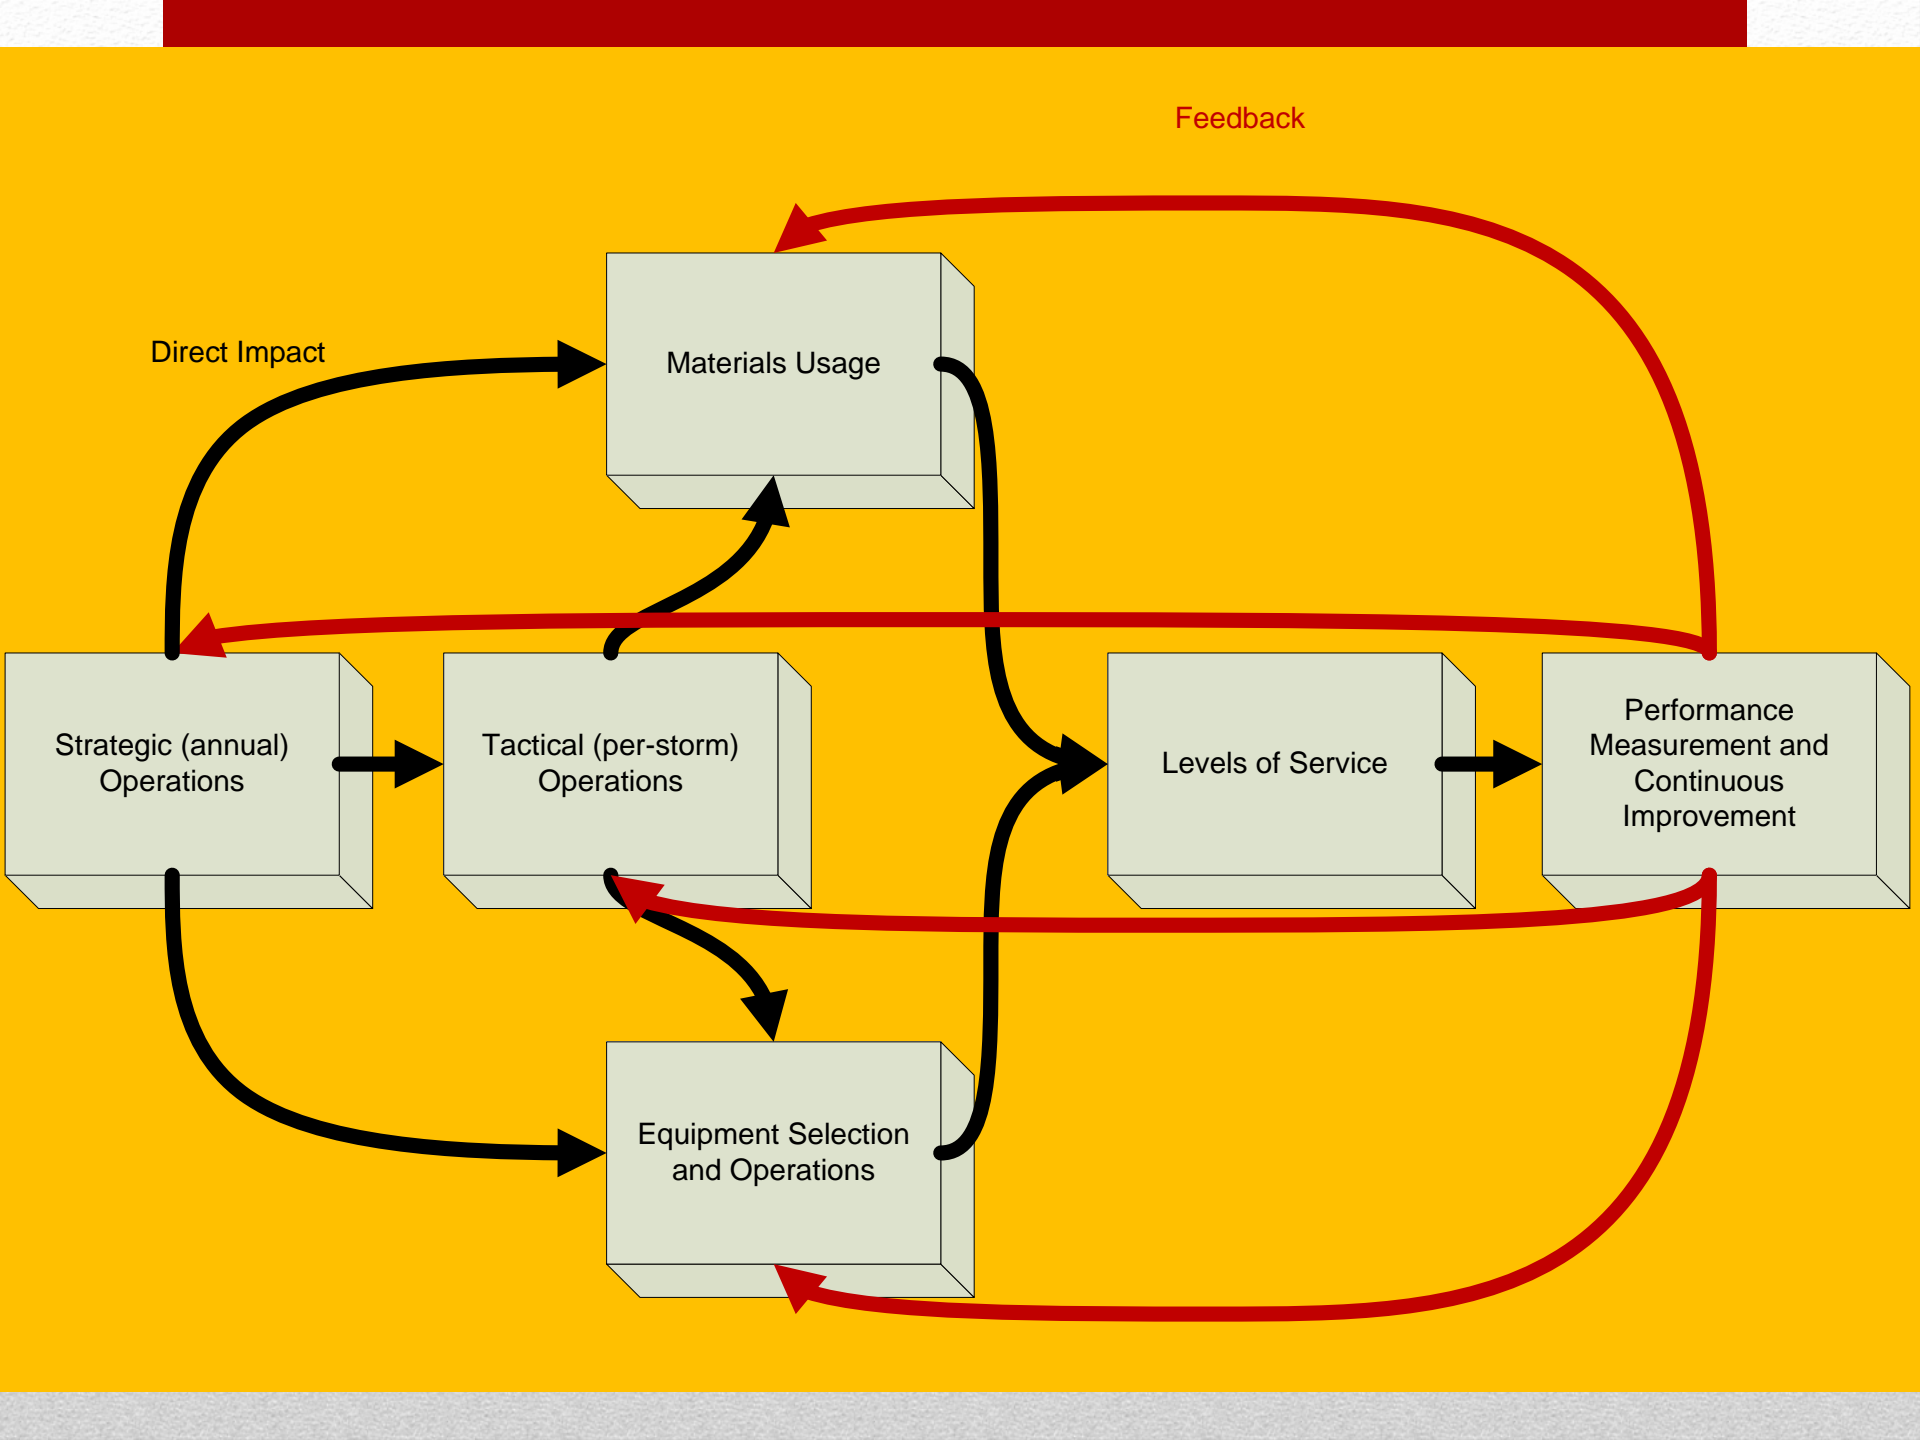 Feedback
Direct Impact
Materials Usage
Strategic (annual)
Operations
Tactical (per-storm)
Operations
Levels of Service
Performance
Measurement and
Continuous
Improvement
Equipment Selection
and Operations